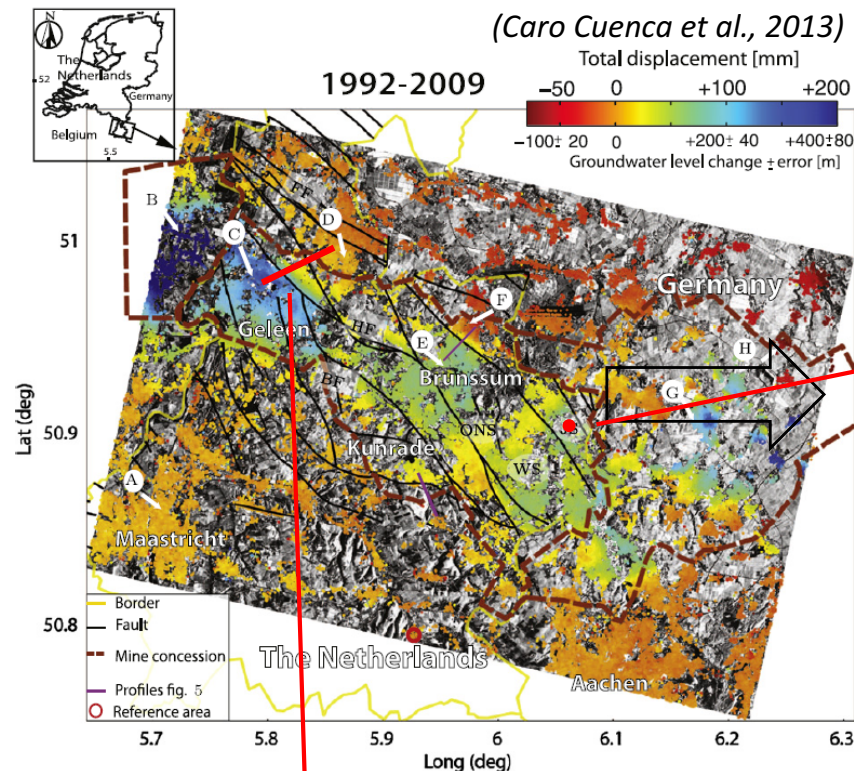 (Caro Cuenca et al., 2013)
Total displacement [mm]
−50 0 +100 +200
−100± 20 0 +200± 40 +400±80
Groundwater level change ± error [m]
1992-2009
N
The
Netherlands
52
Germany
Belgium
5.5
B
C
D
FF
51
Germany
F
Geleen
HF
E
H
Brunssum
G
BF
Lat (deg)
50.9
ONS
Kunrade
WS
A
Maastricht
Border
50.8
Fault
Mine concession
The Netherlands
Profiles fig. 5
Aachen
Reference area
5.7 5.8 5.9 6.0 6.1 6.2 6.3
Long (deg)